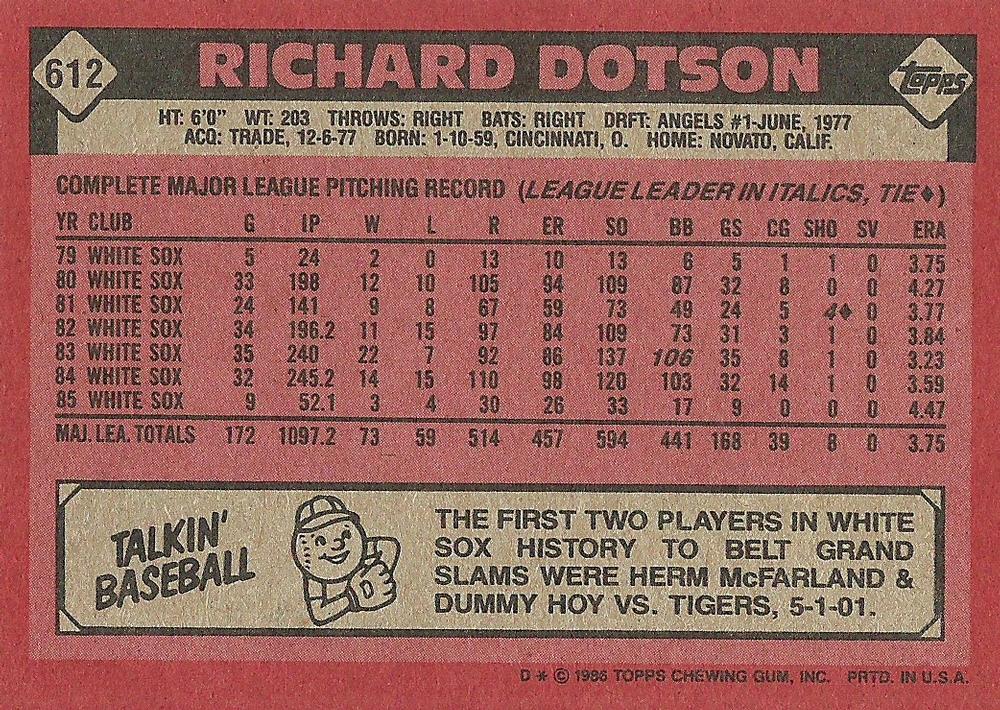 612 RICHARD DOTSON TOPPS
HT: 6'0" WT: 203 THROWS: RIGHT BATS: RIGHT DRFT: ANGELS #1-JUNE, 1977
ACQ: TRADE, 12-6-77 BORN: 1-10-59, CINCINNATI, O. HOME: NOVATO, CALIF.
COMPLETE MAJOR LEAGUE PITCHING RECORD (LEAGUE LEADER IN ITALICS, TIE♦)
YR CLUB G IP W L R ER SO BB GS CG SHO SV ERA
79 WHITE SOX 5 24 2 0 13 10 13 6 5 1 1 0 3.75
80 WHITE SOX 33 198 12 10 105 94 109 87 32 8 0 0 4.27
81 WHITE SOX 24 141 9 8 67 59 73 49 24 5 4♦ 0 3.77
82 WHITE SOX 34 196.2 11 15 97 84 109 73 31 3 1 0 3.84
83 WHITE SOX 35 240 22 7 92 86 137 106 35 8 1 0 3.23
84 WHITE SOX 32 245.2 14 15 110 98 120 103 32 14 1 0 3.59
85 WHITE SOX 9 52.1 3 4 30 26 33 17 9 0 0 0 4.47
MAJ. LEA. TOTALS 172 1097.2 73 59 514 457 594 441 168 39 8 0 3.75
TALKIN'
BASEBALL
THE FIRST TWO PLAYERS IN WHITE
SOX HISTORY TO BELT GRAND
SLAMS WERE HERM McFARLAND &
DUMMY HOY VS. TIGERS, 5-1-01.
D * © 1986 TOPPS CHEWING GUM, INC. PRTD. IN U.S.A.